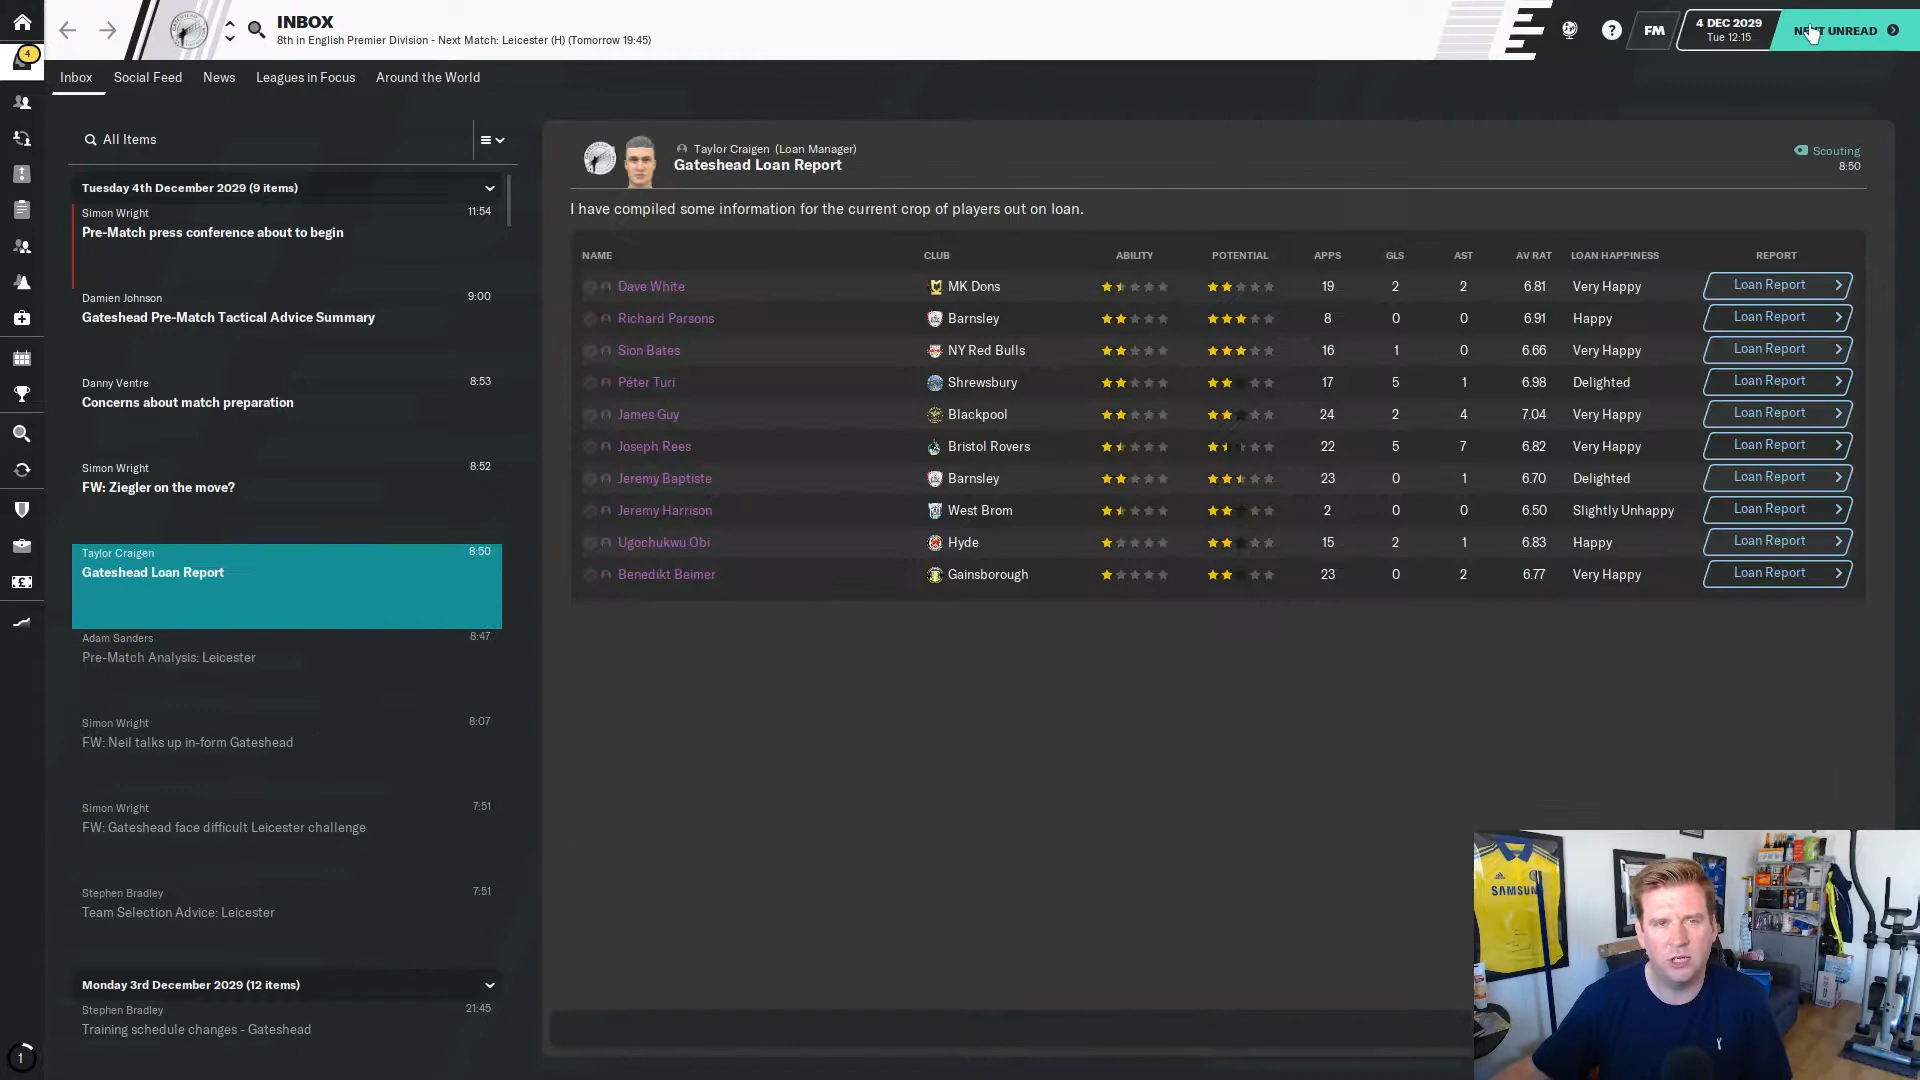 INBOX
8th in English Premier Division - Next Match: Leicester (H) (Tomorrow 19:45)
FM
4 DEC 2029
Tue 12:15
NEXT UNREAD
4
Inbox Social Feed News Leagues in Focus Around the World
All Items
Tuesday 4th December 2029 (9 items)
Simon Wright 11:54
Pre-Match press conference about to begin
Damien Johnson 9:00
Gateshead Pre-Match Tactical Advice Summary
Danny Ventre 8:53
Concerns about match preparation
Simon Wright 8:52
FW: Ziegler on the move?
Taylor Craigen 8:50
Gateshead Loan Report
Adam Sanders 8:47
Pre-Match Analysis: Leicester
Simon Wright 8:07
FW: Neil talks up in-form Gateshead
Simon Wright 7:51
FW: Gateshead face difficult Leicester challenge
Stephen Bradley 7:51
Team Selection Advice: Leicester
Monday 3rd December 2029 (12 items)
Stephen Bradley 21:45
Training schedule changes - Gateshead
1
Taylor Craigen (Loan Manager)
Gateshead Loan Report
Scouting
8:50
I have compiled some information for the current crop of players out on loan.
NAME CLUB ABILITY POTENTIAL APPS GLS AST AV RAT LOAN HAPPINESS REPORT
Dave White MK Dons 19 2 2 6.81 Very Happy Loan Report
Richard Parsons Barnsley 8 0 0 6.91 Happy Loan Report
Sion Bates NY Red Bulls 16 1 0 6.66 Very Happy Loan Report
Péter Turi Shrewsbury 17 5 1 6.98 Delighted Loan Report
James Guy Blackpool 24 2 4 7.04 Very Happy Loan Report
Joseph Rees Bristol Rovers 22 5 7 6.82 Very Happy Loan Report
Jeremy Baptiste Barnsley 23 0 1 6.70 Delighted Loan Report
Jeremy Harrison West Brom 2 0 0 6.50 Slightly Unhappy Loan Report
Ugochukwu Obi Hyde 15 2 1 6.83 Happy Loan Report
Benedikt Beimer Gainsborough 23 0 2 6.77 Very Happy Loan Report
SAMSUNG